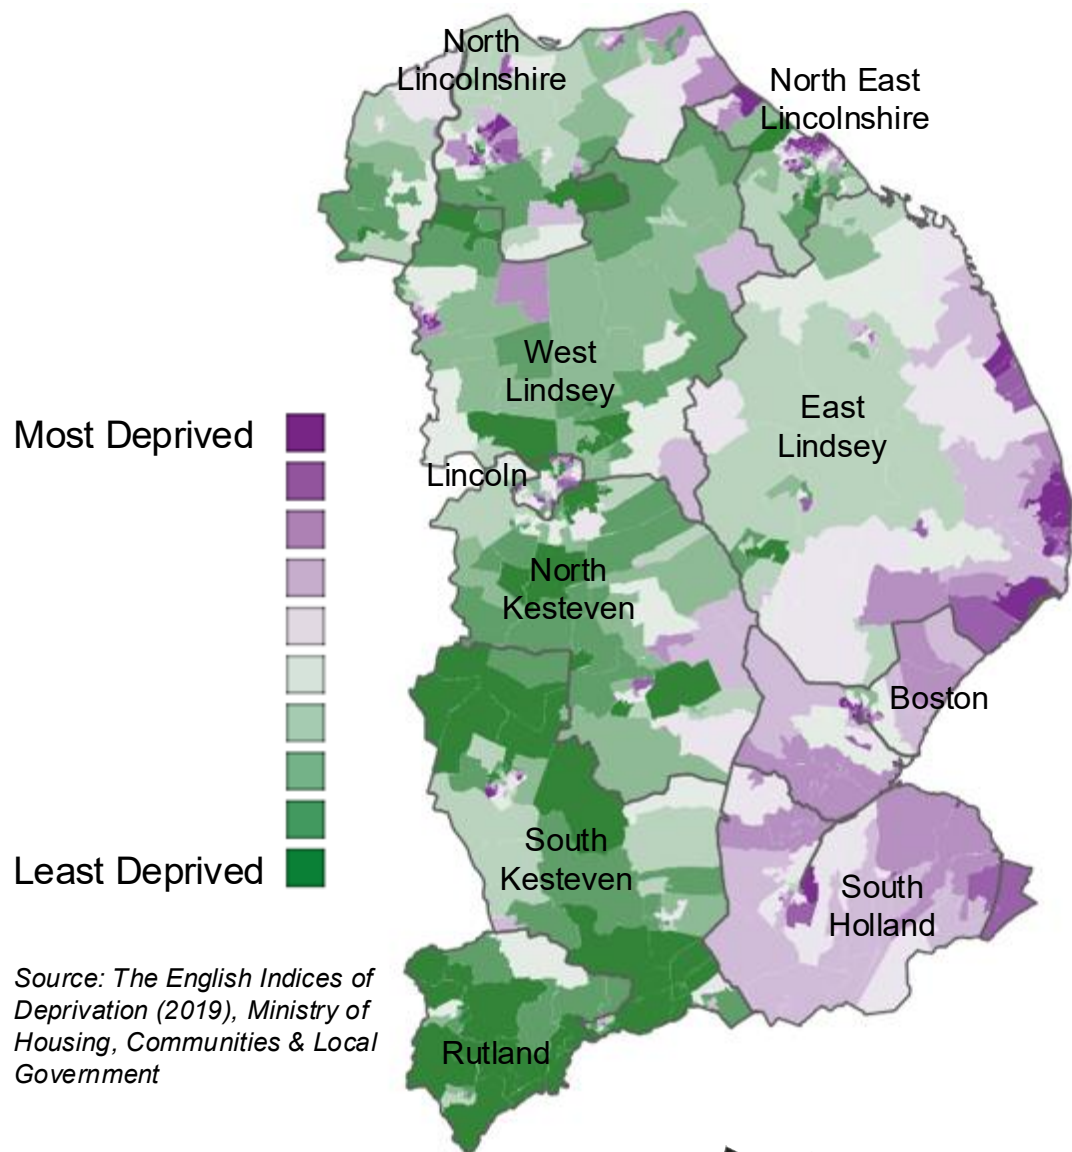 North
Lincolnshire
North East
Lincolnshire
West
Lindsey
East
Lindsey
Most Deprived
Lincoln
North
Kesteven
Boston
South
Kesteven
Least Deprived
South
Holland
Source: The English Indices of
Deprivation (2019), Ministry of
Housing, Communities & Local
Government
Rutland